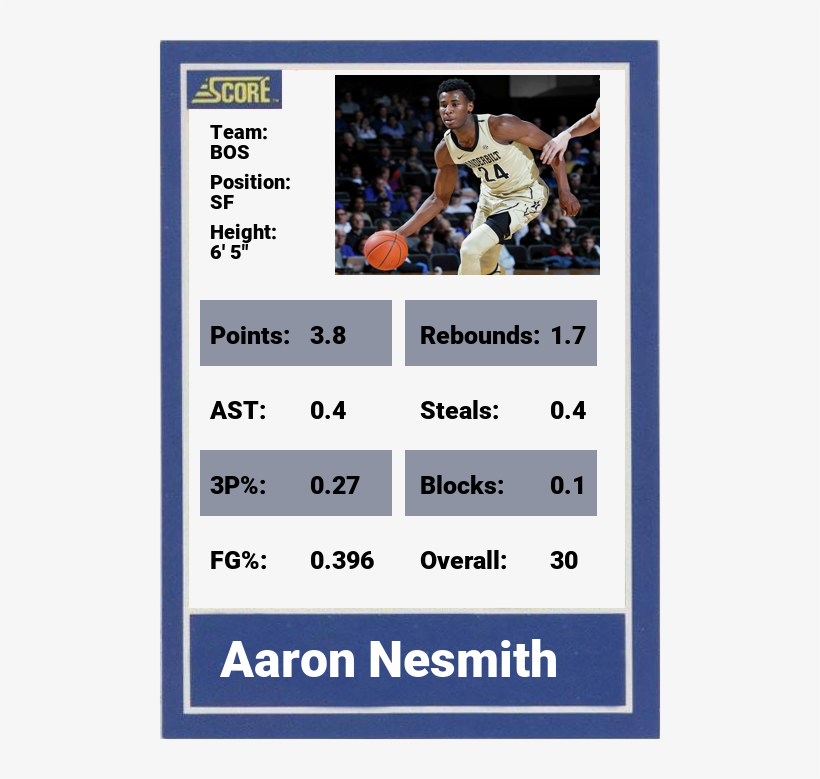 SCORE
Team:
BOS
Position:
SF
Height:
6' 5"
VANDERBILT
24
Points: 3.8 Rebounds: 1.7
AST: 0.4 Steals: 0.4
3P%: 0.27 Blocks: 0.1
FG%: 0.396 Overall: 30
Aaron Nesmith